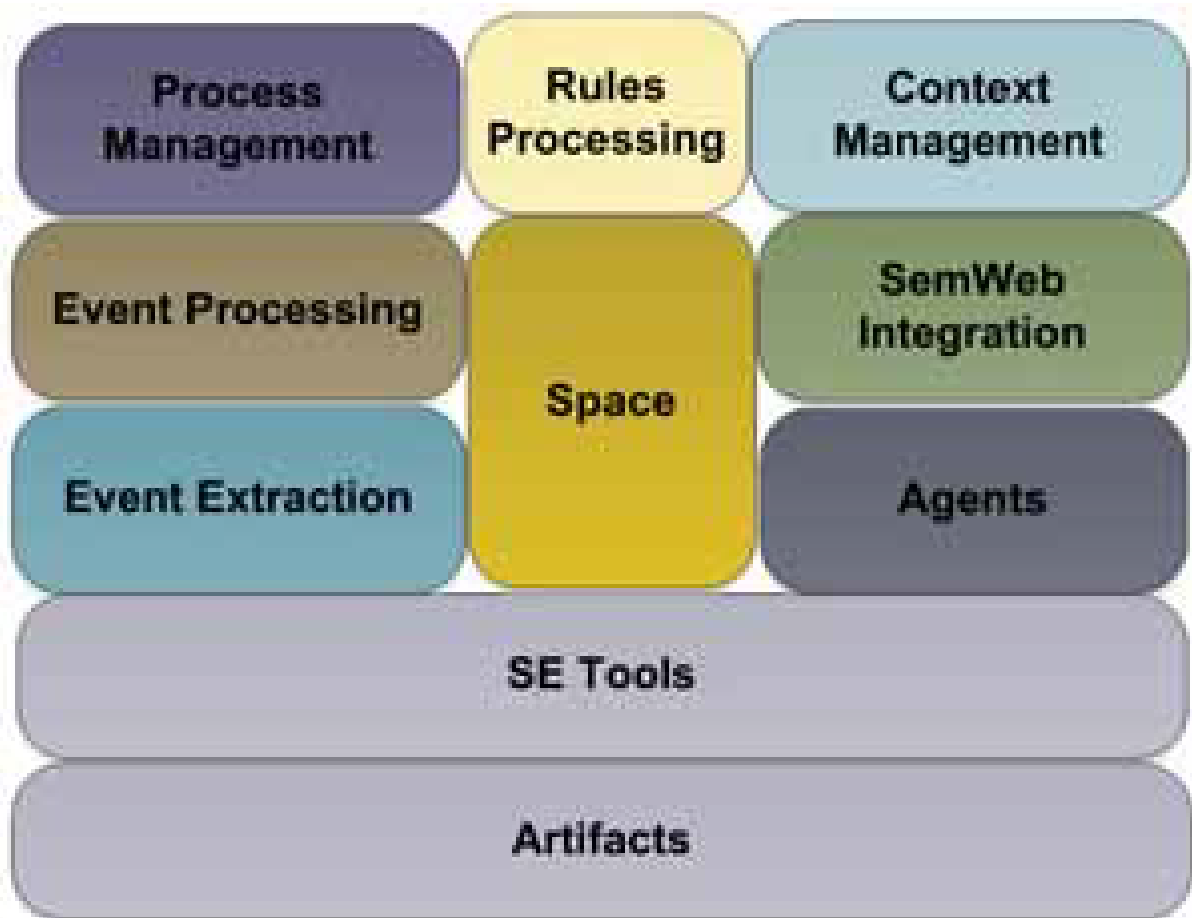 Process
Management
Rules
Processing
Context
Management
Event Processing
Space
SemWeb
Integration
Event Extraction
Agents
SE Tools
Artifacts